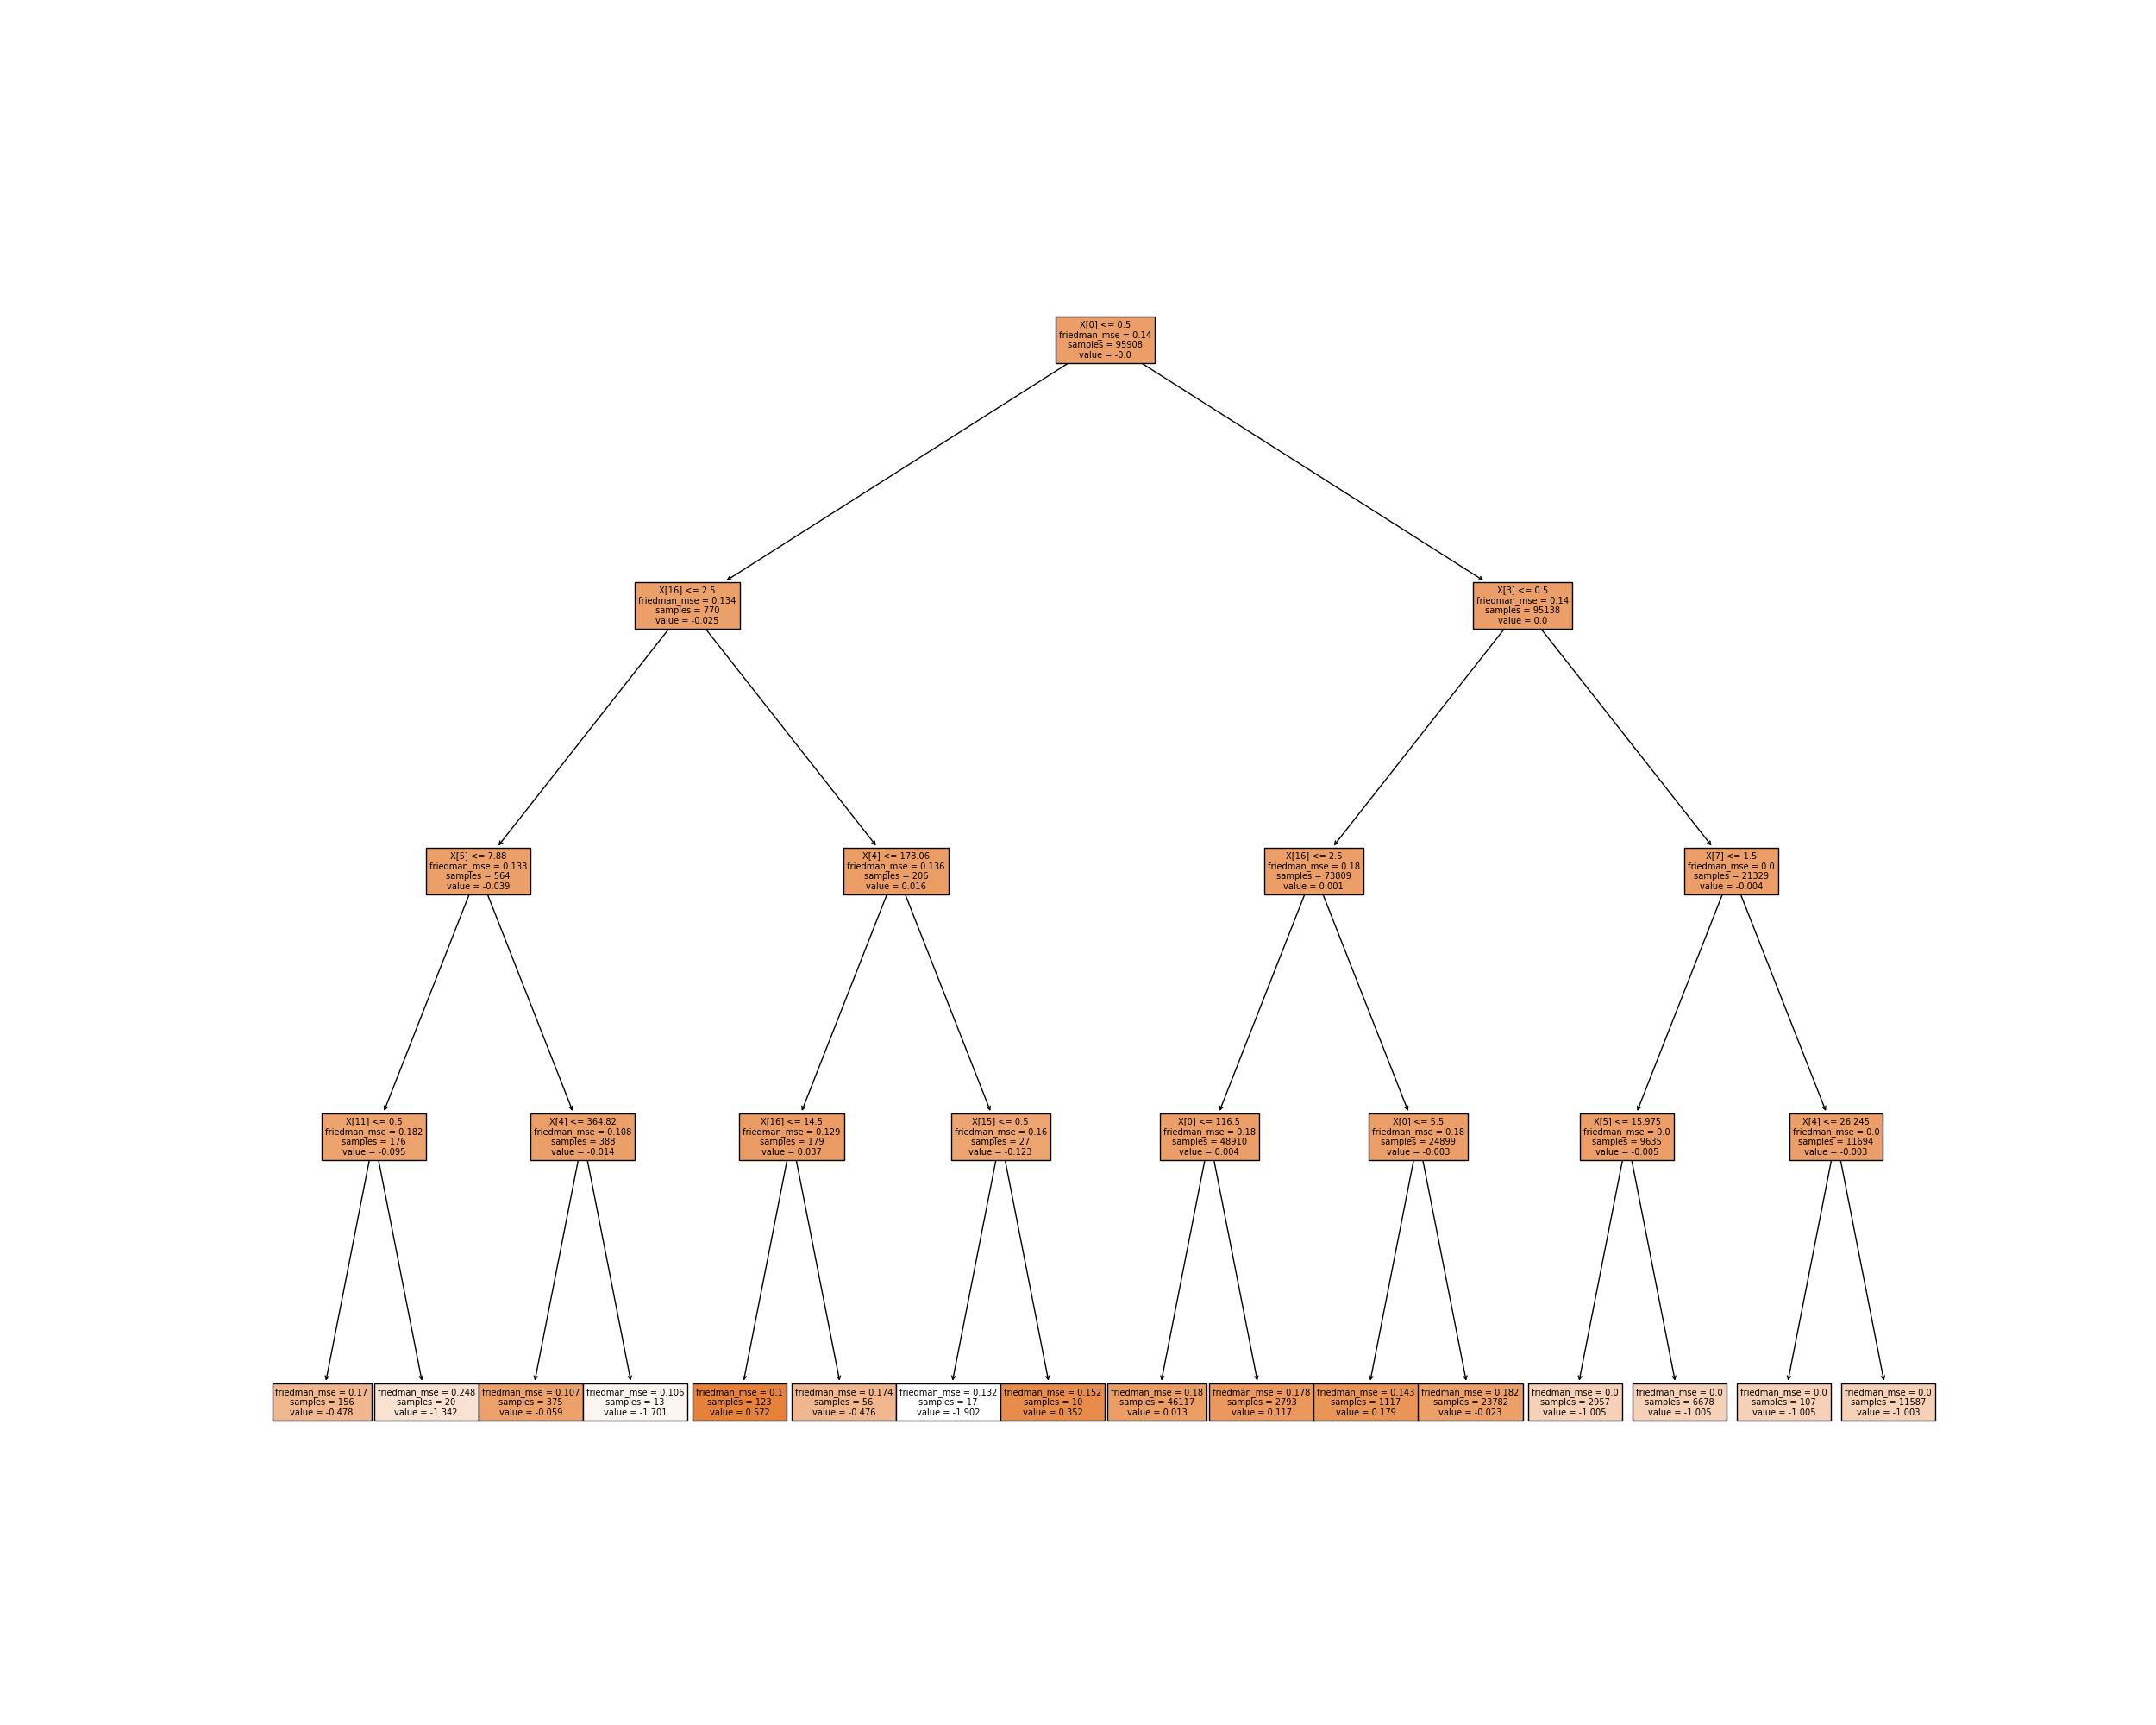 X[0] <= 0.5
friedman_mse = 0.14
samples = 95908
value = -0.0
X[16] <= 2.5
friedman_mse = 0.134
samples = 770
value = -0.025
X[3] <= 0.5
friedman_mse = 0.14
samples = 95138
value = 0.0
X[5] <= 7.88
friedman_mse = 0.133
samples = 564
value = -0.039
X[4] <= 178.06
friedman_mse = 0.136
samples = 206
value = 0.016
X[16] <= 2.5
friedman_mse = 0.18
samples = 73809
value = 0.001
X[7] <= 1.5
friedman_mse = 0.0
samples = 21329
value = -0.004
X[11] <= 0.5
friedman_mse = 0.182
samples = 176
value = -0.095
X[4] <= 364.82
friedman_mse = 0.108
samples = 388
value = -0.014
X[16] <= 14.5
friedman_mse = 0.129
samples = 179
value = 0.037
X[15] <= 0.5
friedman_mse = 0.16
samples = 27
value = -0.123
X[0] <= 116.5
friedman_mse = 0.18
samples = 48910
value = 0.004
X[0] <= 5.5
friedman_mse = 0.18
samples = 24899
value = -0.003
X[5] <= 15.975
friedman_mse = 0.0
samples = 9635
value = -0.005
X[4] <= 26.245
friedman_mse = 0.0
samples = 11694
value = -0.003
friedman_mse = 0.17
samples = 156
value = -0.478
friedman_mse = 0.248
samples = 20
value = -1.342
friedman_mse = 0.107
samples = 375
value = -0.059
friedman_mse = 0.106
samples = 13
value = -1.701
friedman_mse = 0.1
samples = 123
value = 0.572
friedman_mse = 0.174
samples = 56
value = -0.476
friedman_mse = 0.132
samples = 17
value = -1.902
friedman_mse = 0.152
samples = 10
value = 0.352
friedman_mse = 0.18
samples = 46117
value = 0.013
friedman_mse = 0.178
samples = 2793
value = 0.117
friedman_mse = 0.143
samples = 1117
value = 0.179
friedman_mse = 0.182
samples = 23782
value = -0.023
friedman_mse = 0.0
samples = 2957
value = -1.005
friedman_mse = 0.0
samples = 6678
value = -1.005
friedman_mse = 0.0
samples = 107
value = -1.005
friedman_mse = 0.0
samples = 11587
value = -1.003